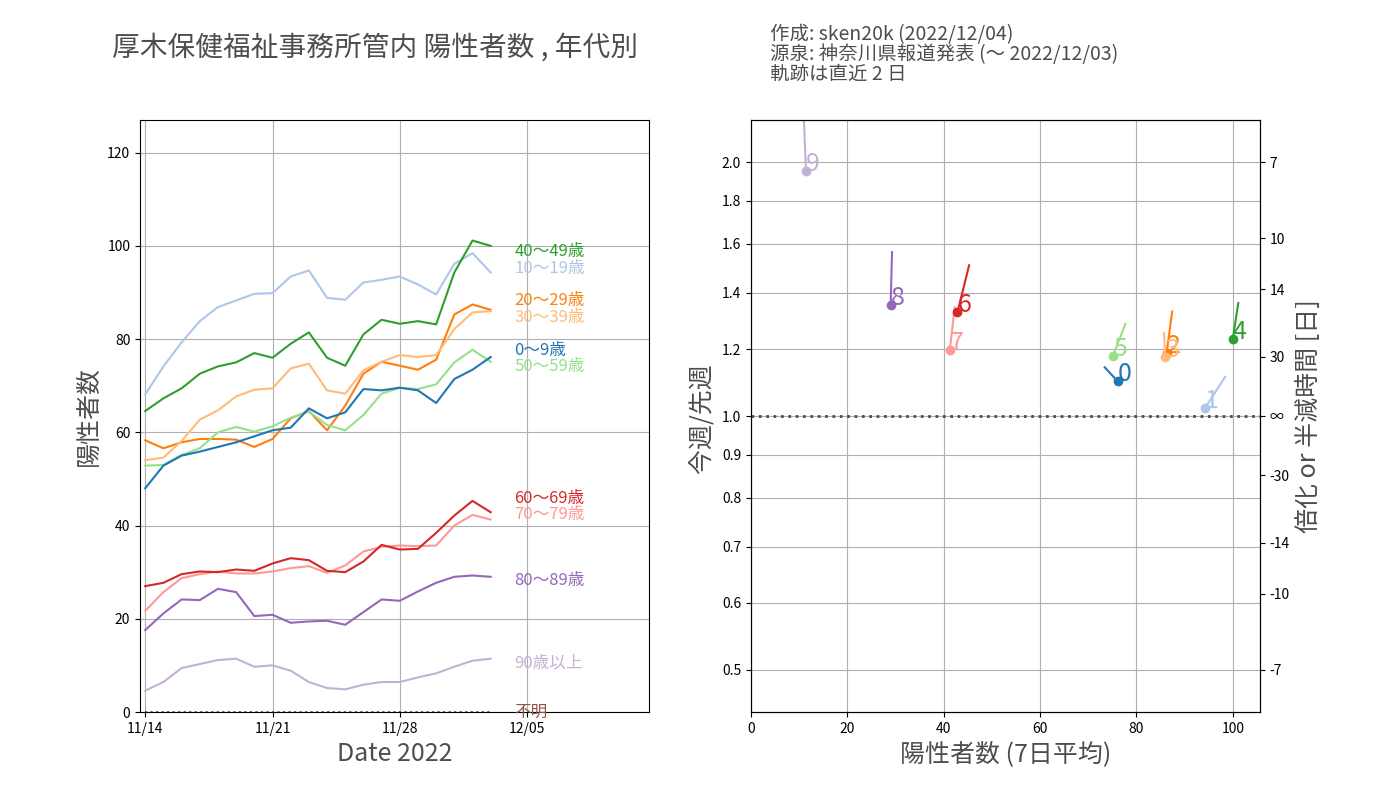 厚木保健福祉事務所管内 陽性者数 , 年代別
作成: sken20k (2022/12/04)
源泉: 神奈川県報道発表 (〜 2022/12/03)
軌跡は直近 2 日
陽性者数
120
100
80
60
40
20
0
11/14
11/21
11/28
12/05
Date 2022
40〜49歳
10〜19歳
20〜29歳
30〜39歳
0〜9歳
50〜59歳
60〜69歳
70〜79歳
80〜89歳
90歳以上
不明
今週/先週
2.0
1.8
1.6
1.4
1.2
1.0
0.9
0.8
0.7
0.6
0.5
9
8
6
7
5
0
2
3
1
4
0
20
40
60
80
100
陽性者数 (7日平均)
7
10
14
30
∞
-30
-14
-10
-7
倍化 or 半減時間 [日]